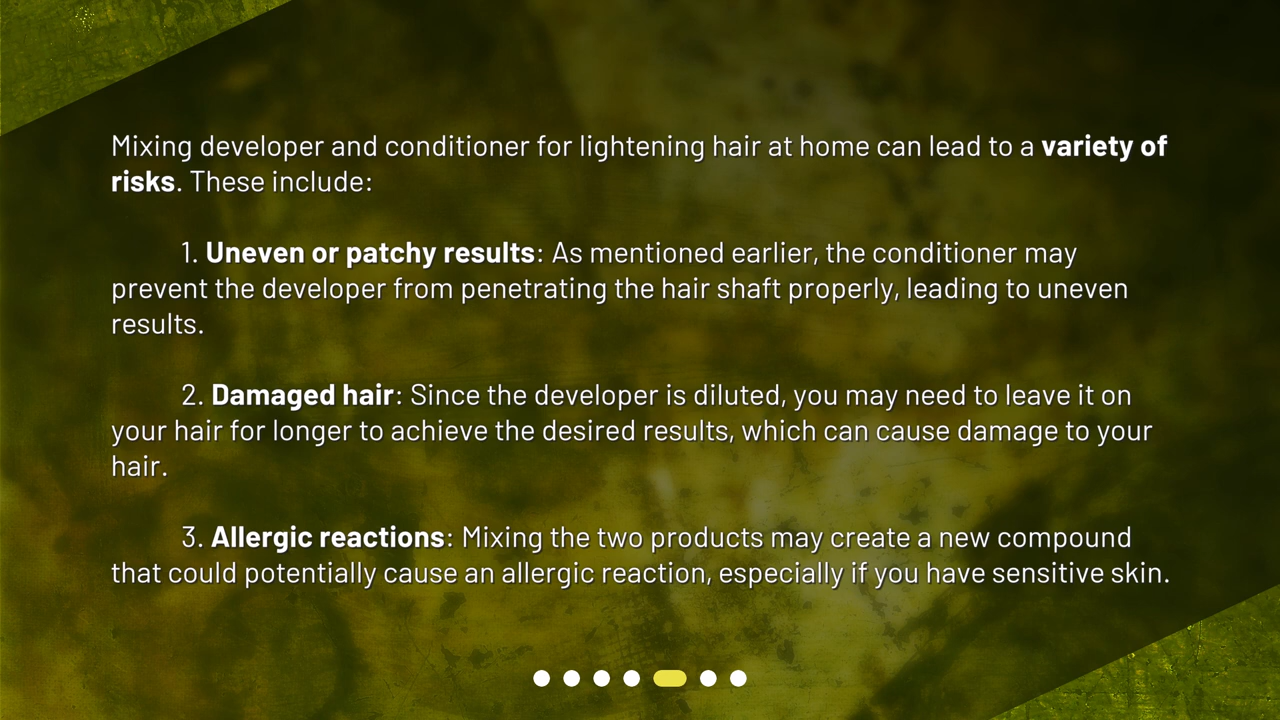 Mixing developer and conditioner for lightening hair at home can lead to a variety of
risks. These include:
1. Uneven or patchy results: As mentioned earlier, the conditioner may
prevent the developer from penetrating the hair shaft properly, leading to uneven
results.
2. Damaged hair: Since the developer is diluted, you may need to leave it on
your hair for longer to achieve the desired results, which can cause damage to your
hair.
3. Allergic reactions: Mixing the two products may create a new compound
that could potentially cause an allergic reaction, especially if you have sensitive skin.